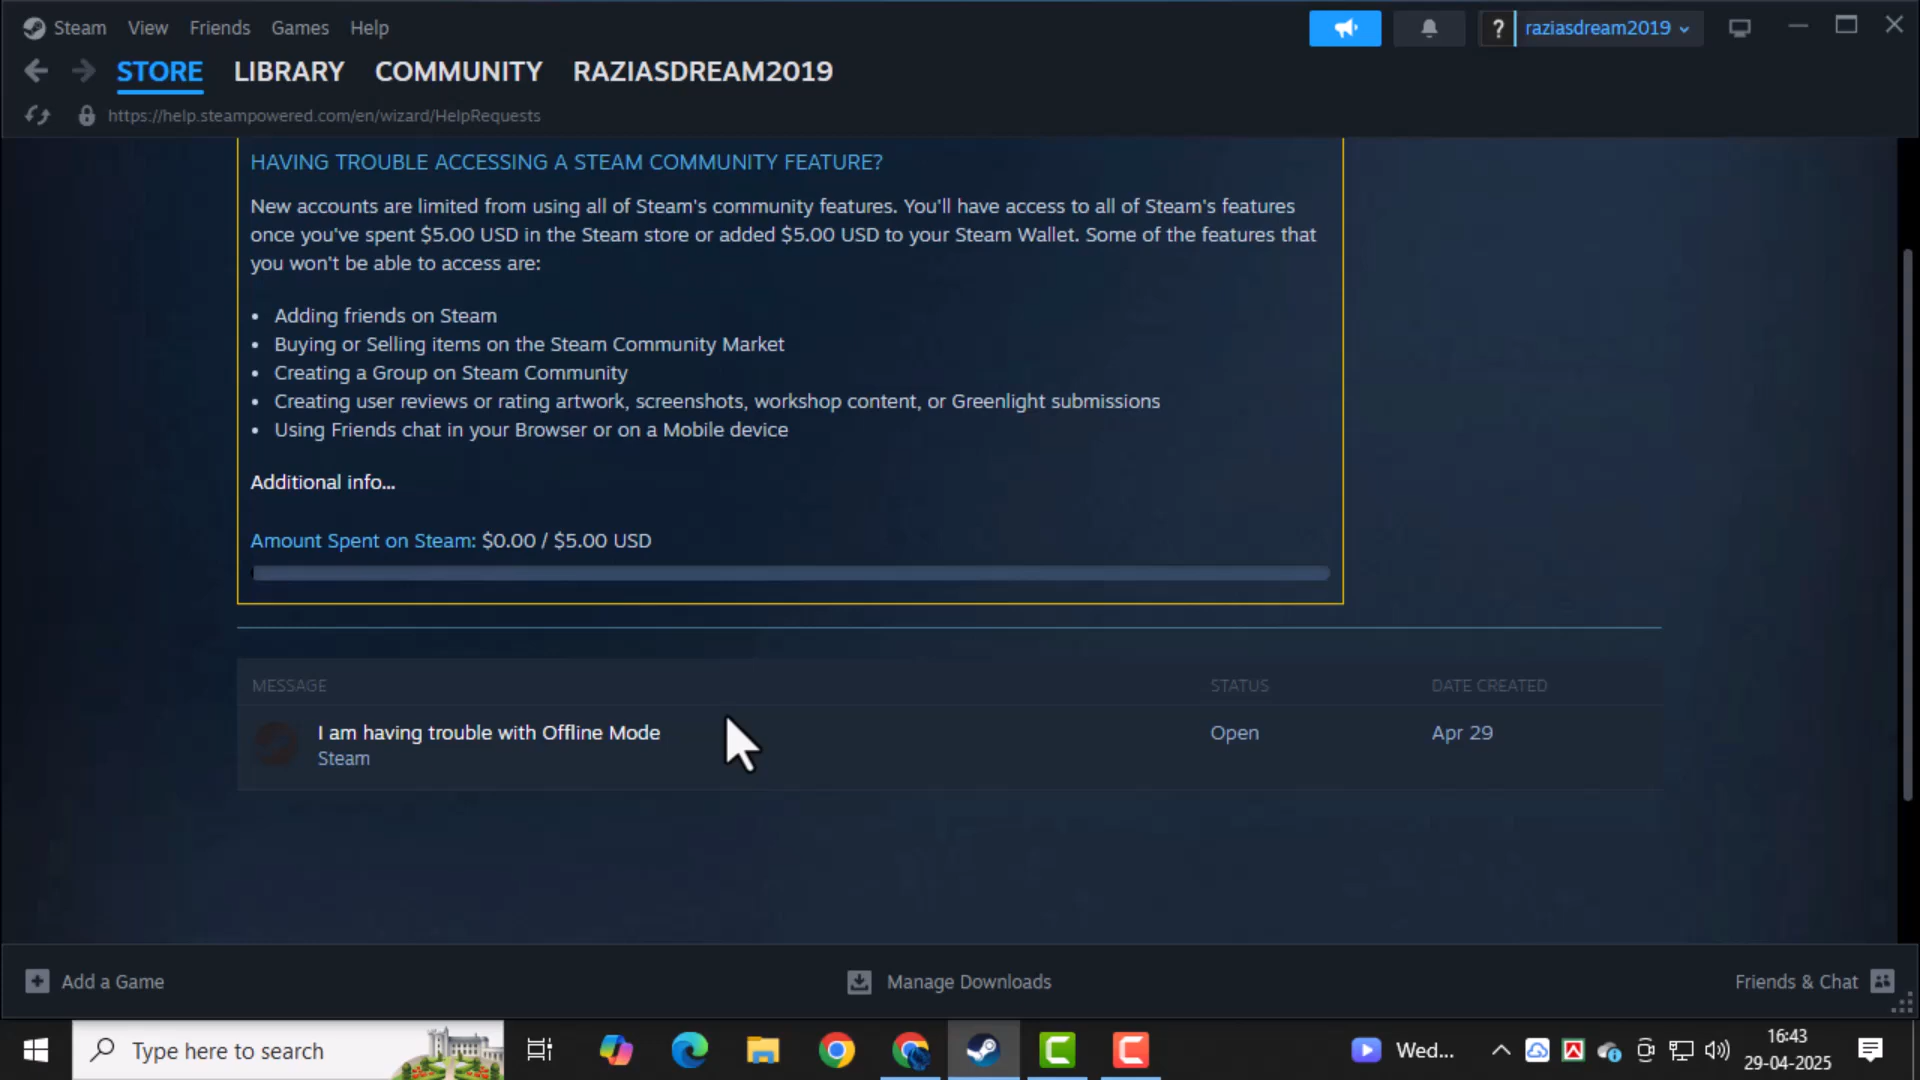 Steam View Friends Games Help ? raziasdream2019
STORE LIBRARY COMMUNITY RAZIASDREAM2019
https://help.steampowered.com/en/wizard/HelpRequests
HAVING TROUBLE ACCESSING A STEAM COMMUNITY FEATURE?
New accounts are limited from using all of Steam's community features. You'll have access to all of Steam's features
once you've spent $5.00 USD in the Steam store or added $5.00 USD to your Steam Wallet. Some of the features that
you won't be able to access are:
• Adding friends on Steam
• Buying or Selling items on the Steam Community Market
• Creating a Group on Steam Community
• Creating user reviews or rating artwork, screenshots, workshop content, or Greenlight submissions
• Using Friends chat in your Browser or on a Mobile device
Additional info...
Amount Spent on Steam: $0.00 / $5.00 USD
MESSAGE STATUS DATE CREATED
I am having trouble with Offline Mode Open Apr 29
Steam
Add a Game Manage Downloads Friends & Chat
Type here to search Wed... 16:43
29-04-2025